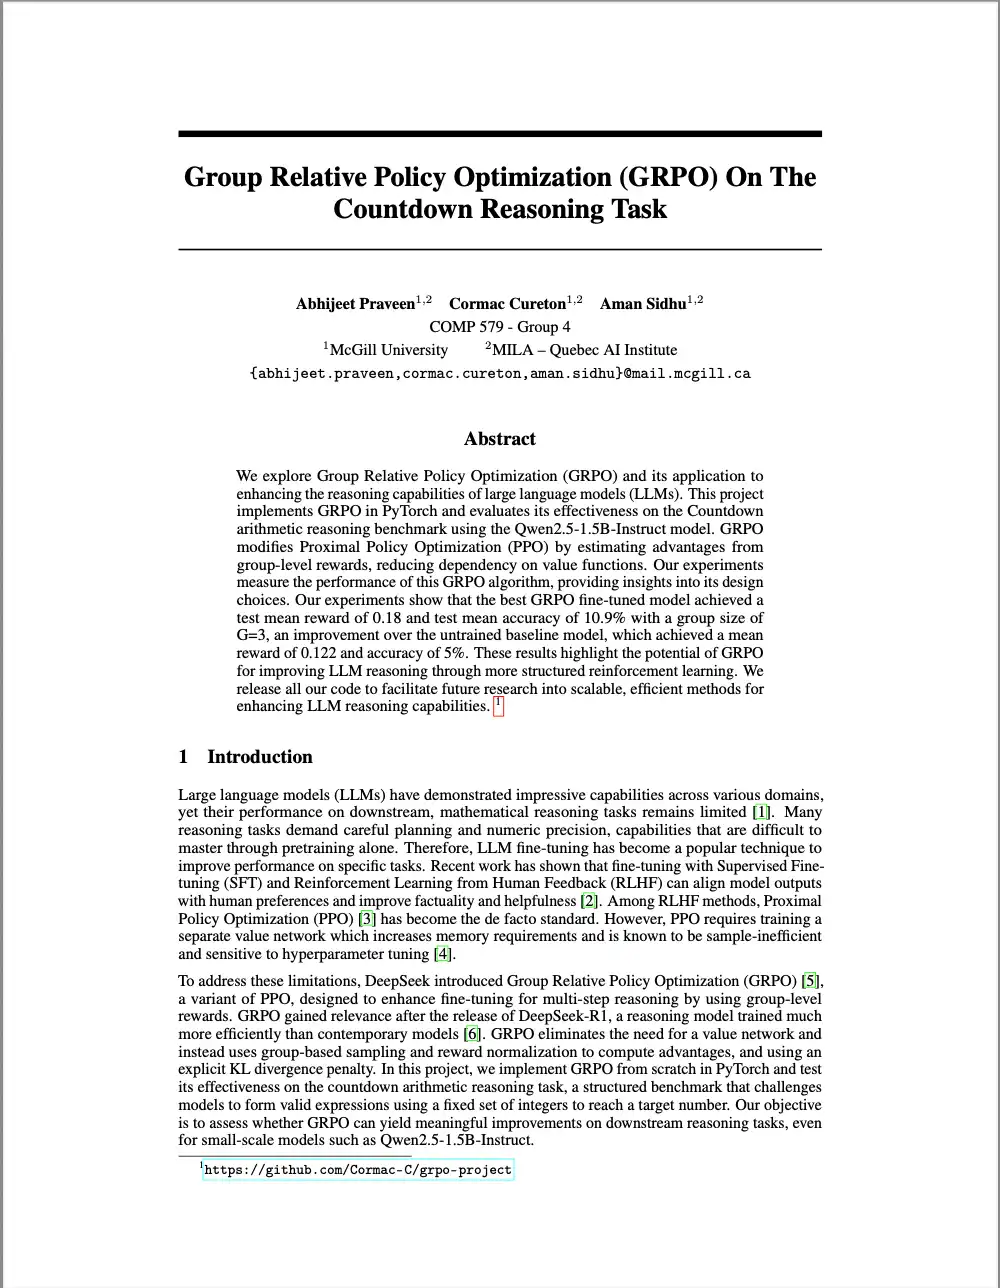 Group Relative Policy Optimization (GRPO) On The
Countdown Reasoning Task
Abhijeet Praveen1,2 Cormac Cureton1,2 Aman Sidhu1,2
COMP 579 - Group 4
1McGill University 2MILA – Quebec AI Institute
{abhijeet.praveen,cormac.cureton,aman.sidhu}@mail.mcgill.ca
Abstract
We explore Group Relative Policy Optimization (GRPO) and its application to
enhancing the reasoning capabilities of large language models (LLMs). This project
implements GRPO in PyTorch and evaluates its effectiveness on the Countdown
arithmetic reasoning benchmark using the Qwen2.5-1.5B-Instruct model. GRPO
modifies Proximal Policy Optimization (PPO) by estimating advantages from
group-level rewards, reducing dependency on value functions. Our experiments
measure the performance of this GRPO algorithm, providing insights into its design
choices. Our experiments show that the best GRPO fine-tuned model achieved a
test mean reward of 0.18 and test mean accuracy of 10.9% with a group size of
G=3, an improvement over the untrained baseline model, which achieved a mean
reward of 0.122 and accuracy of 5%. These results highlight the potential of GRPO
for improving LLM reasoning through more structured reinforcement learning. We
release all our code to facilitate future research into scalable, efficient methods for
enhancing LLM reasoning capabilities. 1
1 Introduction
Large language models (LLMs) have demonstrated impressive capabilities across various domains,
yet their performance on downstream, mathematical reasoning tasks remains limited [1]. Many
reasoning tasks demand careful planning and numeric precision, capabilities that are difficult to
master through pretraining alone. Therefore, LLM fine-tuning has become a popular technique to
improve performance on specific tasks. Recent work has shown that fine-tuning with Supervised Fine-
tuning (SFT) and Reinforcement Learning from Human Feedback (RLHF) can align model outputs
with human preferences and improve factuality and helpfulness [2]. Among RLHF methods, Proximal
Policy Optimization (PPO) [3] has become the de facto standard. However, PPO requires training a
separate value network which increases memory requirements and is known to be sample-inefficient
and sensitive to hyperparameter tuning [4].
To address these limitations, DeepSeek introduced Group Relative Policy Optimization (GRPO) [5],
a variant of PPO, designed to enhance fine-tuning for multi-step reasoning by using group-level
rewards. GRPO gained relevance after the release of DeepSeek-R1, a reasoning model trained much
more efficiently than contemporary models [6]. GRPO eliminates the need for a value network and
instead uses group-based sampling and reward normalization to compute advantages, and using an
explicit KL divergence penalty. In this project, we implement GRPO from scratch in PyTorch and test
its effectiveness on the countdown arithmetic reasoning task, a structured benchmark that challenges
models to form valid expressions using a fixed set of integers to reach a target number. Our objective
is to assess whether GRPO can yield meaningful improvements on downstream reasoning tasks, even
for small-scale models such as Qwen2.5-1.5B-Instruct.
1https://github.com/Cormac-C/grpo-project